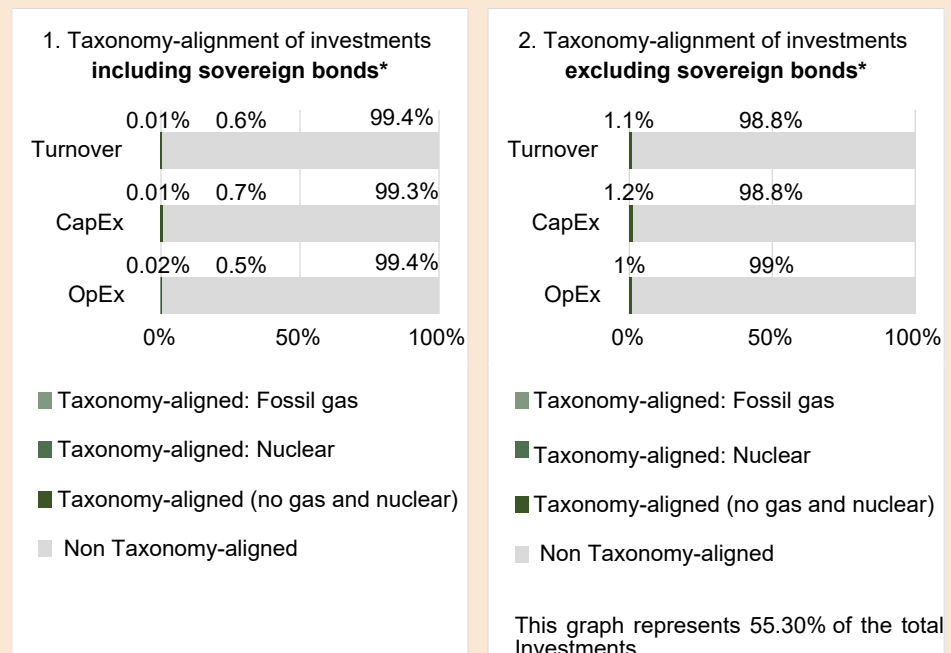 1. Taxonomy-alignment of investments
including sovereign bonds*
0.01% 0.6% 99.4%
Turnover
0.01% 0.7% 99.3%
CapEx
0.02% 0.5% 99.4%
OpEx
0% 50% 100%
Taxonomy-aligned: Fossil gas
Taxonomy-aligned: Nuclear
Taxonomy-aligned (no gas and nuclear)
Non Taxonomy-aligned
2. Taxonomy-alignment of investments
excluding sovereign bonds*
1.1% 98.8%
Turnover
1.2% 98.8%
CapEx
1% 99%
OpEx
0% 50% 100%
Taxonomy-aligned: Fossil gas
Taxonomy-aligned: Nuclear
Taxonomy-aligned (no gas and nuclear)
Non Taxonomy-aligned
This graph represents 55.30% of the total
Investments